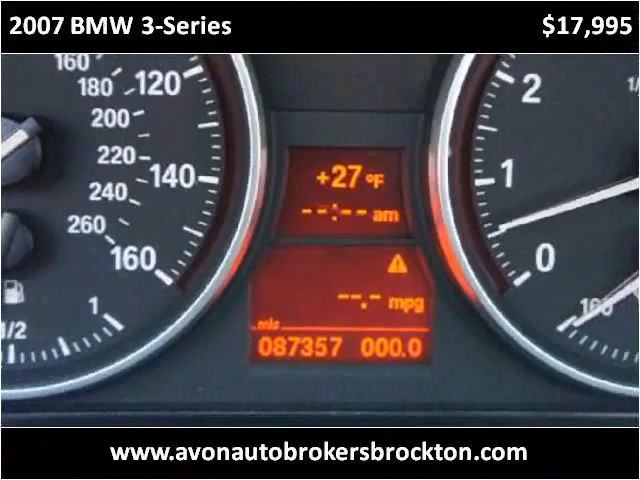 2007 BMW 3-Series $17,995
160 120
180
200
220 140
240
260 160
1/2 1
+27 °F
--:-- am
--.- mpg
mls
087357 000.0
2
1
0
160
www.avonautobrokersbrockton.com